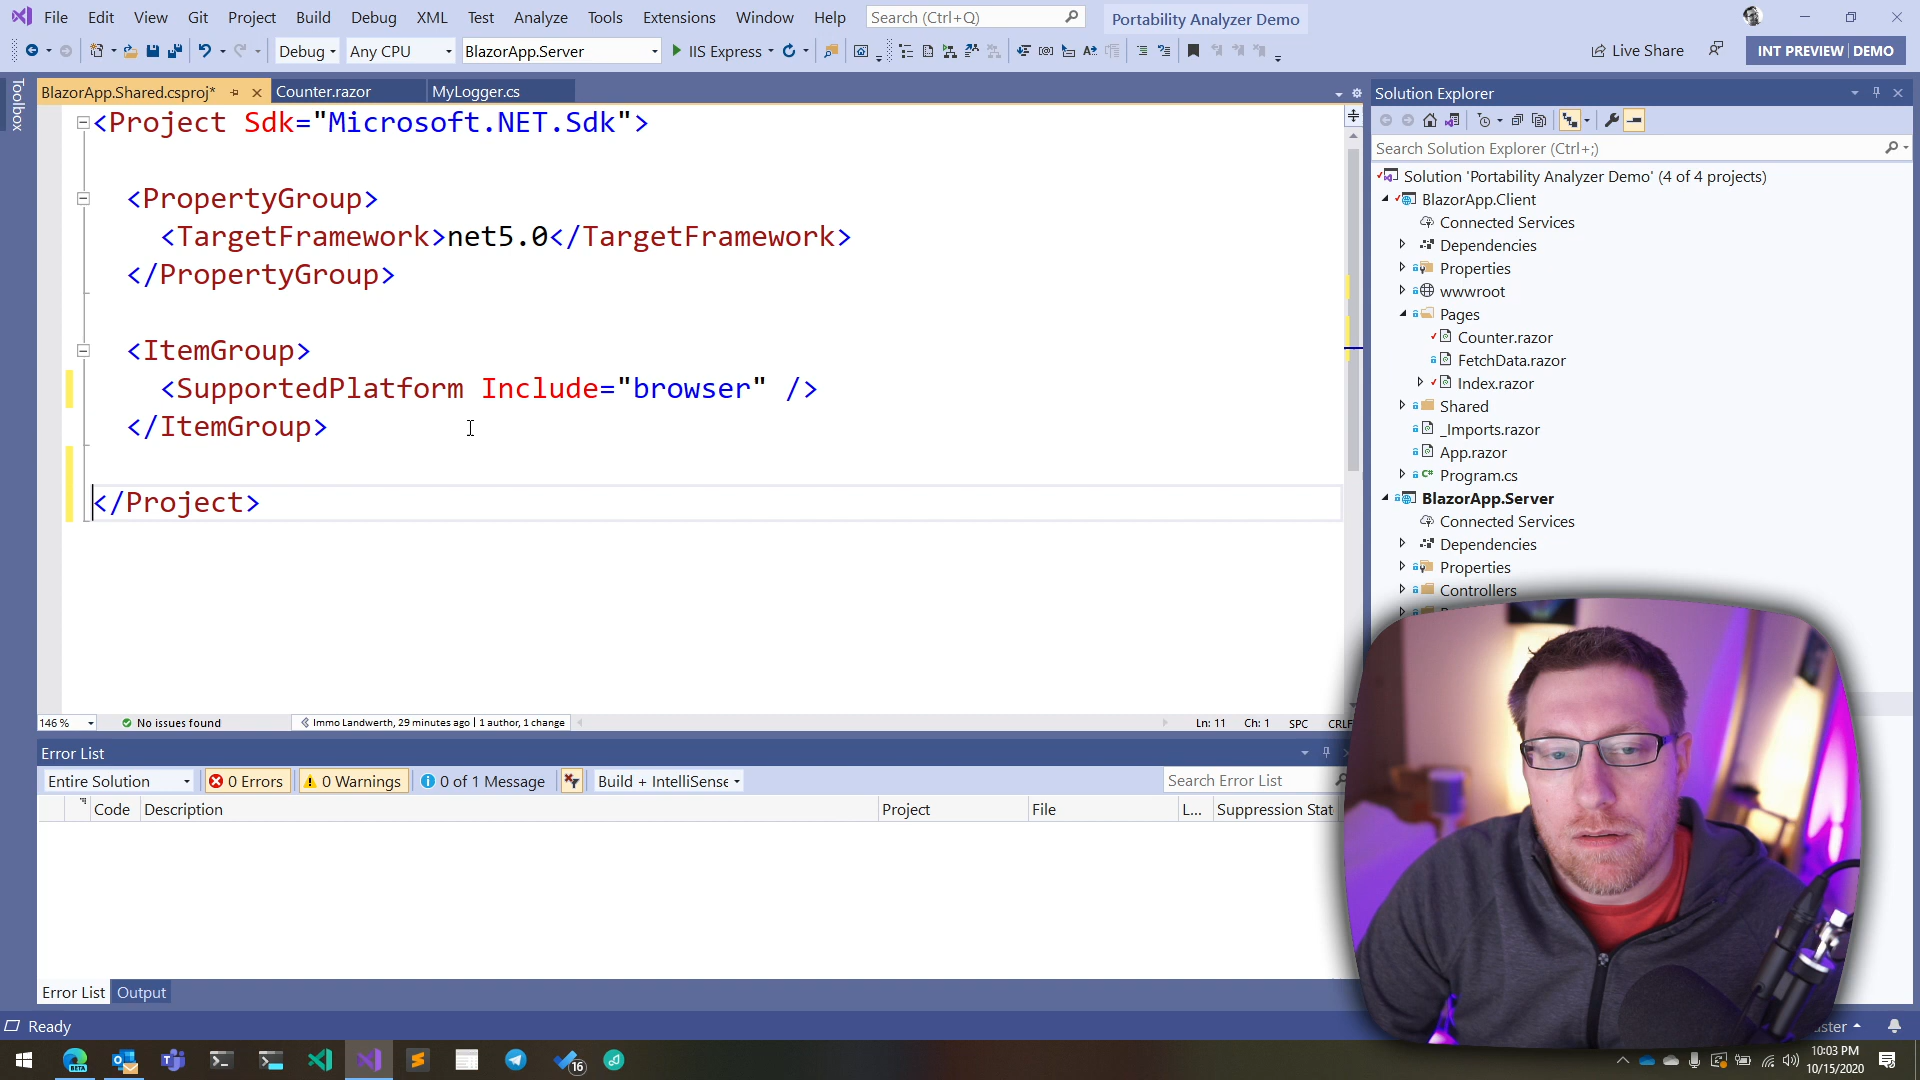 File Edit View Git Project Build Debug XML Test Analyze Tools Extensions Window Help Search (Ctrl+Q) Portability Analyzer Demo
Debug Any CPU BlazorApp.Server IIS Express Live Share INT PREVIEW | DEMO
Toolbox
BlazorApp.Shared.csproj* Counter.razor MyLogger.cs
<Project Sdk="Microsoft.NET.Sdk">
<PropertyGroup>
<TargetFramework>net5.0</TargetFramework>
</PropertyGroup>
<ItemGroup>
<SupportedPlatform Include="browser" />
</ItemGroup>
</Project>
146 % No issues found Immo Landwerth, 29 minutes ago | 1 author, 1 change Ln: 11 Ch: 1 SPC CRLF
Solution Explorer
Search Solution Explorer (Ctrl+;)
Solution 'Portability Analyzer Demo' (4 of 4 projects)
BlazorApp.Client
Connected Services
Dependencies
Properties
wwwroot
Pages
Counter.razor
FetchData.razor
Index.razor
Shared
_Imports.razor
App.razor
Program.cs
BlazorApp.Server
Connected Services
Dependencies
Properties
Controllers
Error List
Entire Solution 0 Errors 0 Warnings 0 of 1 Message Build + IntelliSense Search Error List
Code Description Project File L... Suppression Stat
Error List Output
Ready
BETA 16 10:03 PM
10/15/2020